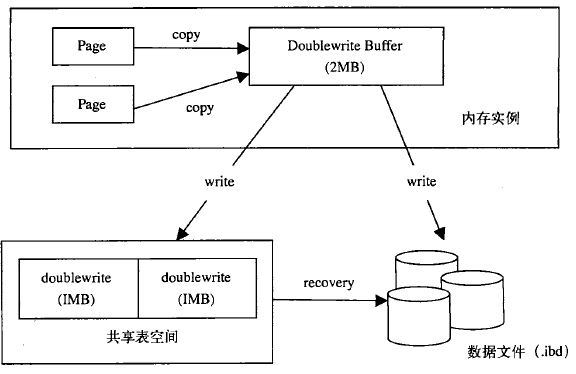 Page
copy
Doublewrite Buffer
(2MB)
Page
copy
内存实例
write
write
doublewrite
(IMB)
doublewrite
(IMB)
recovery
共享表空间
数据文件（.ibd）